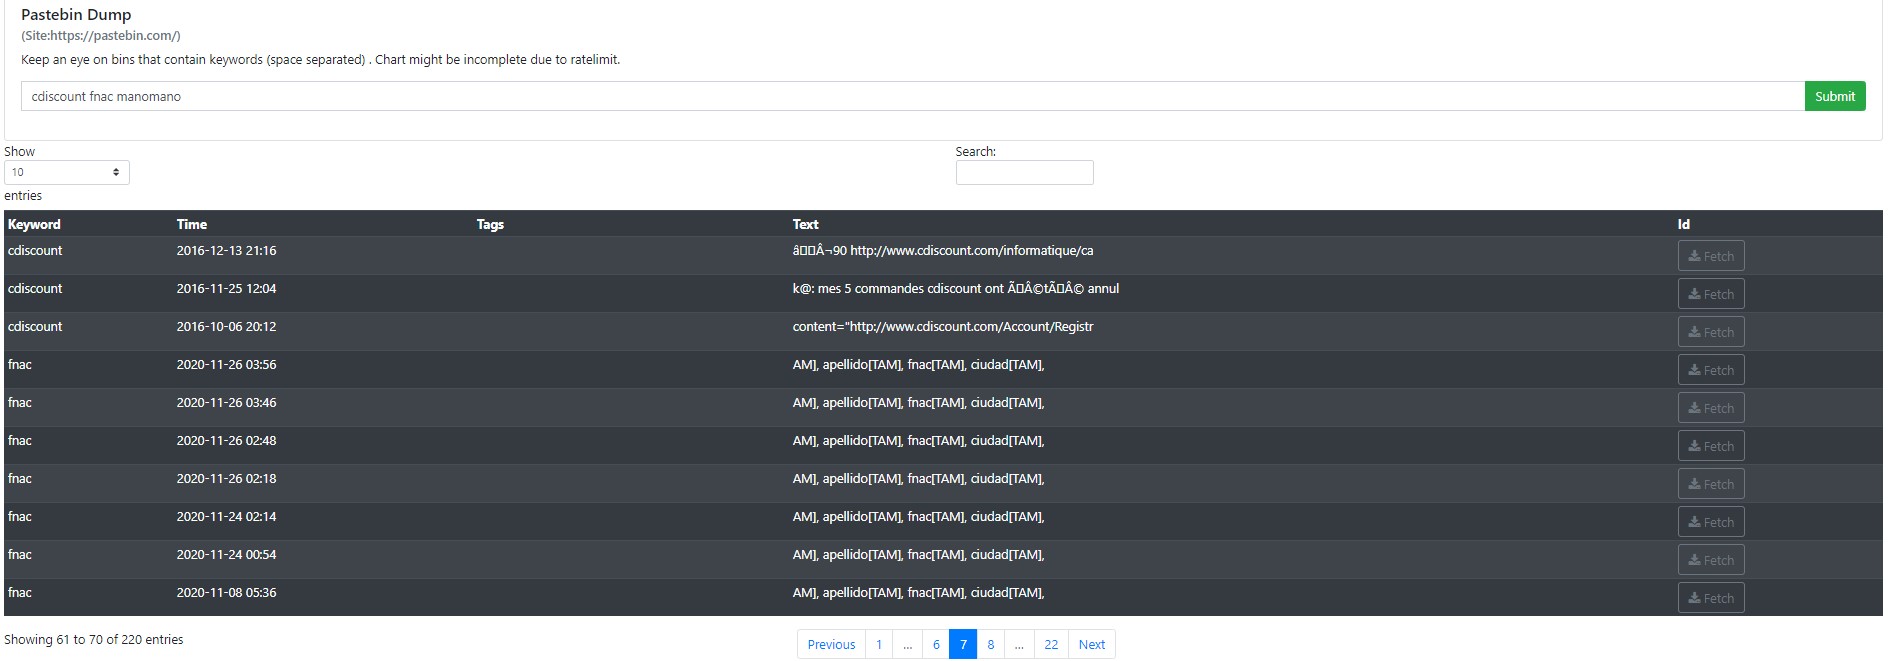 Pastebin Dump
(Site:https://pastebin.com/)
Keep an eye on bins that contain keywords (space separated) . Chart might be incomplete due to ratelimit.
cdiscount fnac manomano Submit
Show Search:
10
entries
Keyword Time Tags Text Id
cdiscount 2016-12-13 21:16 â□□Â¬90 http://www.cdiscount.com/informatique/ca Fetch
cdiscount 2016-11-25 12:04 k@: mes 5 commandes cdiscount ont Ã□Â©tÃ□Â© annul Fetch
cdiscount 2016-10-06 20:12 content="http://www.cdiscount.com/Account/Registr Fetch
fnac 2020-11-26 03:56 AM], apellido[TAM], fnac[TAM], ciudad[TAM], Fetch
fnac 2020-11-26 03:46 AM], apellido[TAM], fnac[TAM], ciudad[TAM], Fetch
fnac 2020-11-26 02:48 AM], apellido[TAM], fnac[TAM], ciudad[TAM], Fetch
fnac 2020-11-26 02:18 AM], apellido[TAM], fnac[TAM], ciudad[TAM], Fetch
fnac 2020-11-24 02:14 AM], apellido[TAM], fnac[TAM], ciudad[TAM], Fetch
fnac 2020-11-24 00:54 AM], apellido[TAM], fnac[TAM], ciudad[TAM], Fetch
fnac 2020-11-08 05:36 AM], apellido[TAM], fnac[TAM], ciudad[TAM], Fetch
Showing 61 to 70 of 220 entries Previous 1 ... 6 7 8 ... 22 Next